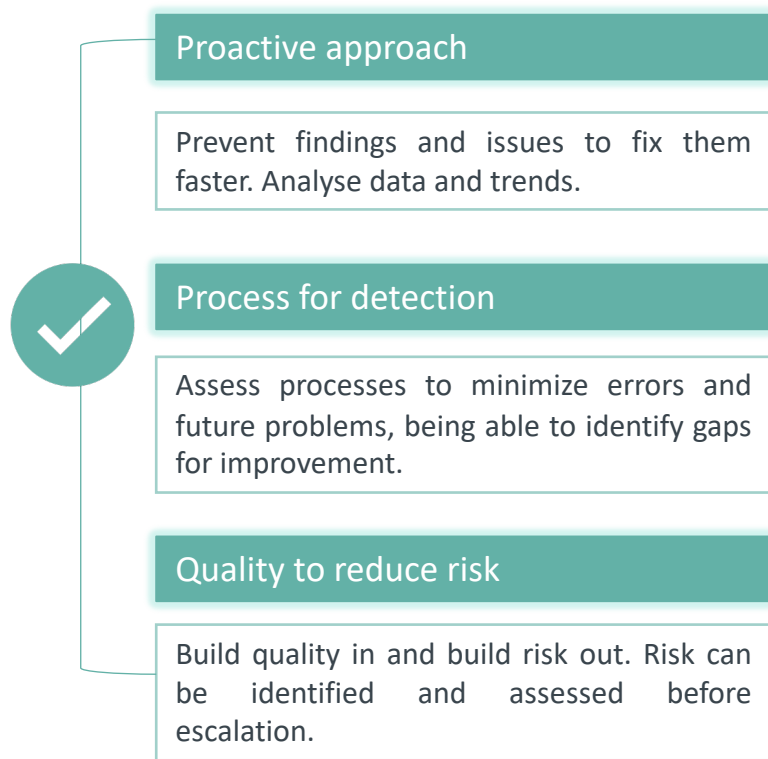 Proactive approach
Prevent findings and issues to fix them
faster. Analyse data and trends.
Process for detection
Assess processes to minimize errors and
future problems, being able to identify gaps
for improvement.
Quality to reduce risk
Build quality in and build risk out. Risk can
be identified and assessed before
escalation.